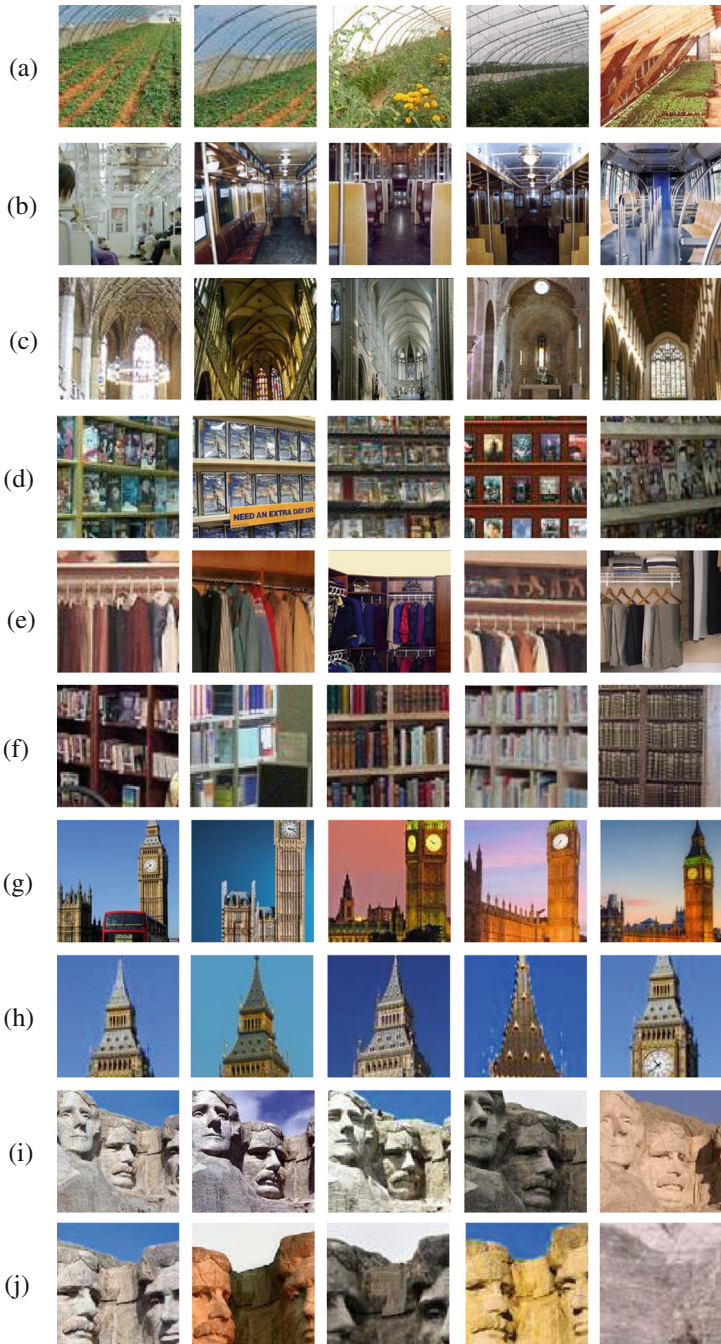 (a)
(b)
(c)
(d)
NEED AN EXTRA DAY OR
(e)
(f)
(g)
(h)
(i)
(j)